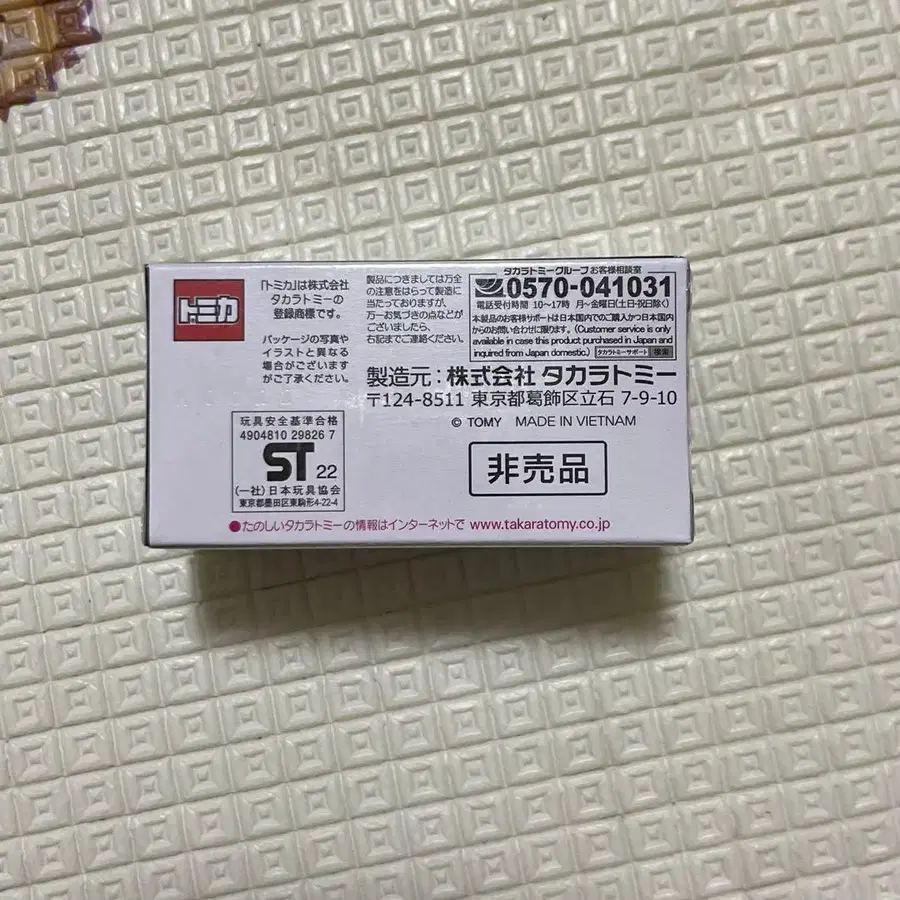 トミカ
「トミカ」は株式会社
タカラトミーの
登録商標です。
パッケージの写真や
イラストと異なる
場合がございます
がご了承ください。
製品につきましては万全
の注意をはらって製造に
当たっておりますが、
万一お気づきの点などが
ございましたら、
右記までご連絡ください。
タカラトミーグループお客様相談室
0570-041031
電話受付時間 10〜17時 月〜金曜日(土・日・祝日除く)
本製品のお客様サポートは日本国内でのご購入かつ日本国内
からのお問い合わせに限ります。(Customer service is only
available in case this product purchased in Japan and
inquired from Japan domestic.) タカラトミーサポート 検索
製造元:株式会社 タカラトミー
〒124-8511 東京都葛飾区立石 7-9-10
© TOMY MADE IN VIETNAM
玩具安全基準合格
4904810 29826 7
ST 22
(一社)日本玩具協会
東京都墨田区東駒形4-22-4
非売品
●たのしいタカラトミーの情報はインターネットで www.takaratomy.co.jp